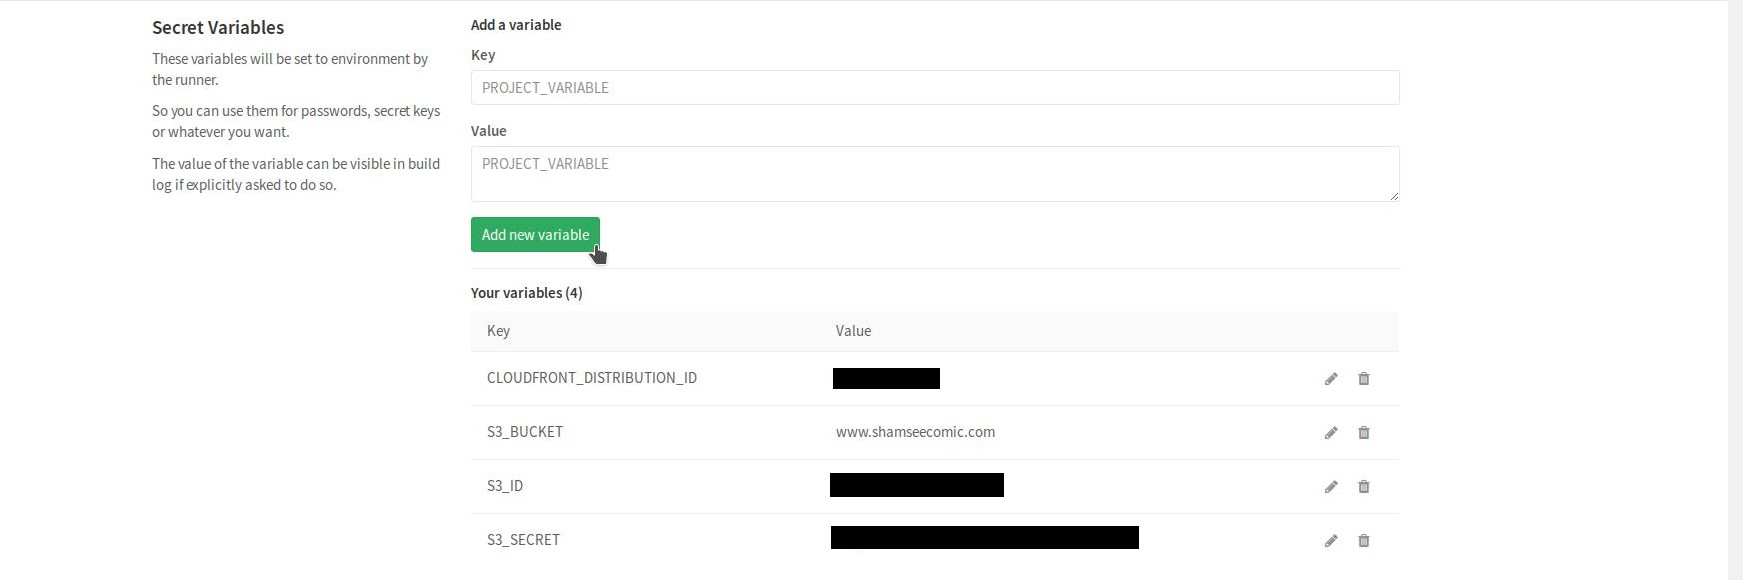 Secret Variables
These variables will be set to environment by
the runner.
So you can use them for passwords, secret keys
or whatever you want.
The value of the variable can be visible in build
log if explicitly asked to do so.
Add a variable
Key
PROJECT_VARIABLE
Value
PROJECT_VARIABLE
Add new variable
Your variables (4)
Key Value
CLOUDFRONT_DISTRIBUTION_ID
S3_BUCKET www.shamseecomic.com
S3_ID
S3_SECRET